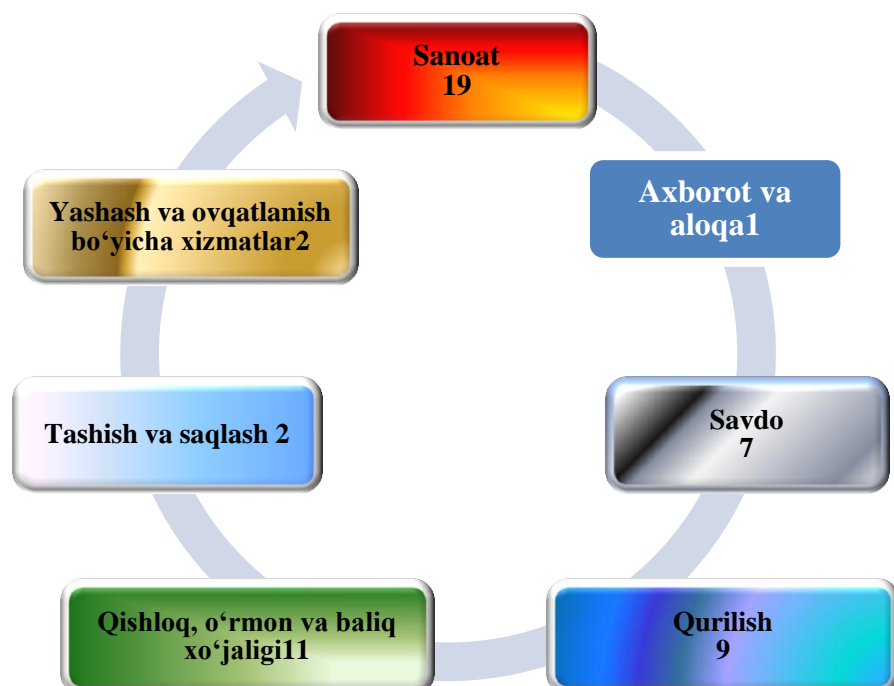 Sanoat
19
Axborot va
aloqa1
Savdo
7
Qurilish
9
Qishloq, o‘rmon va baliq
xo‘jaligi11
Tashish va saqlash 2
Yashash va ovqatlanish
bo‘yicha xizmatlar2